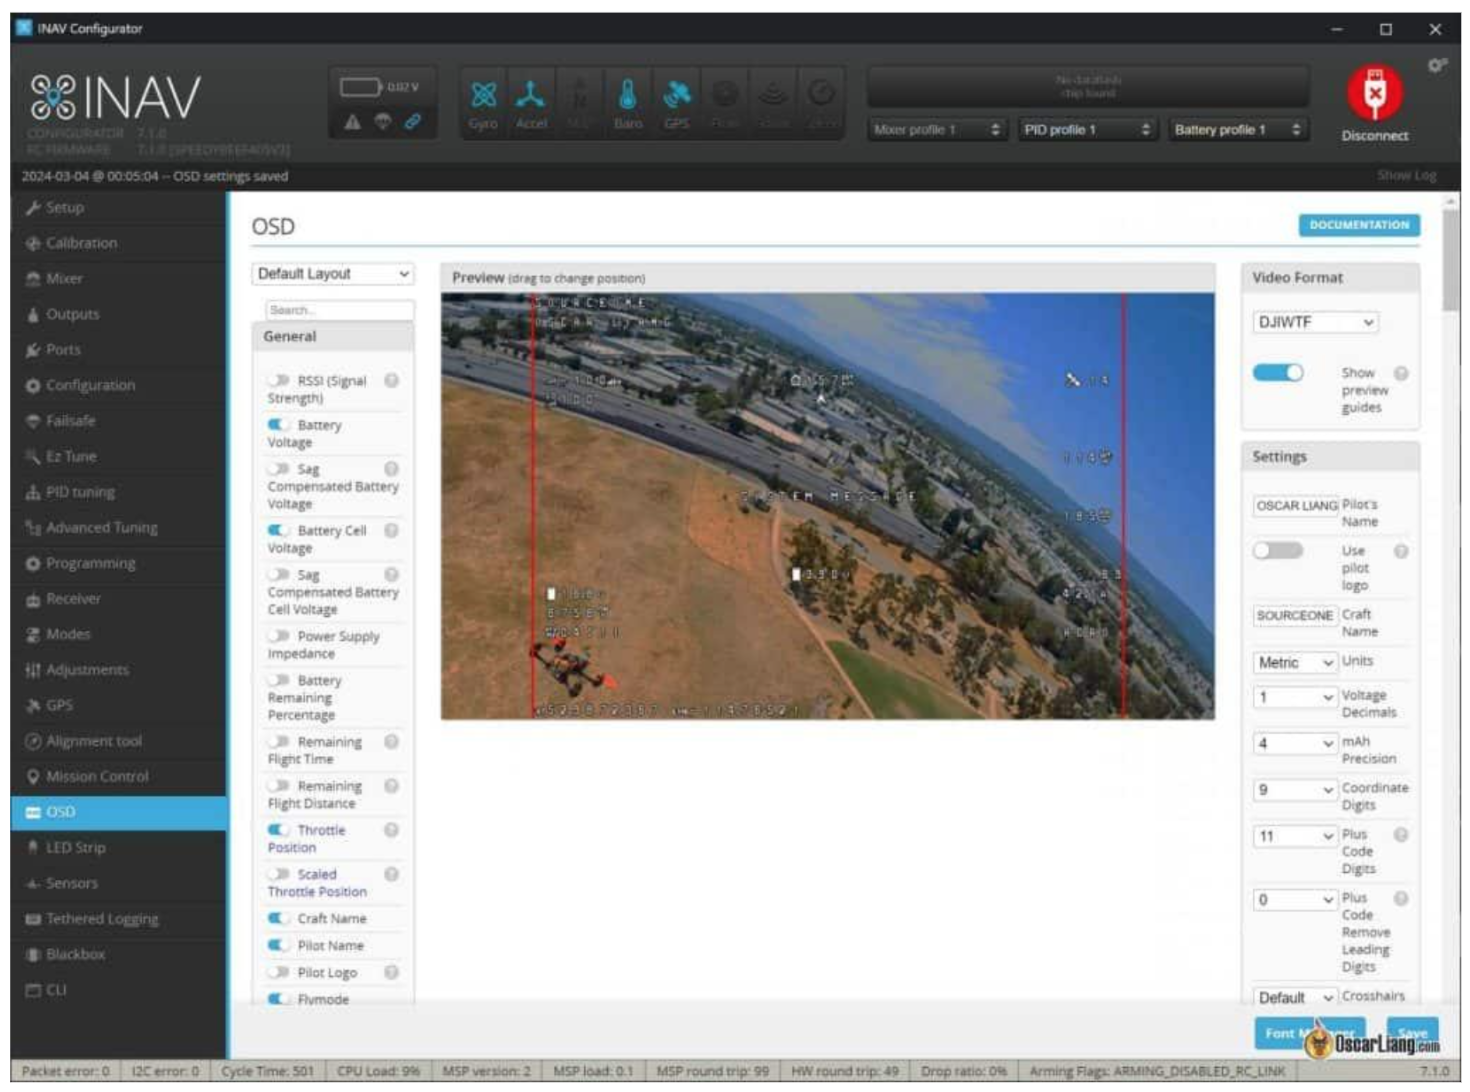 INAV Configurator
INAV
CONFIGURATOR 7.1.0
FC FIRMWARE 7.1.0 [SPEEDYBEEF405V3]
0.02 V
Gyro Accel Mag Baro GPS Flow Sonar Speed
No dataflash
chip found
Mixer profile 1
PID profile 1
Battery profile 1
Disconnect
2024-03-04 @ 00:05:04 -- OSD settings saved
Show Log
Setup
Calibration
Mixer
Outputs
Ports
Configuration
Failsafe
Ez Tune
PID tuning
Advanced Tuning
Programming
Receiver
Modes
Adjustments
GPS
Alignment tool
Mission Control
OSD
LED Strip
Sensors
Tethered Logging
Blackbox
CLI
OSD
DOCUMENTATION
Default Layout
Search...
General
RSSI (Signal
Strength)
Battery
Voltage
Sag
Compensated Battery
Voltage
Battery Cell
Voltage
Sag
Compensated Battery
Cell Voltage
Power Supply
Impedance
Battery
Remaining
Percentage
Remaining
Flight Time
Remaining
Flight Distance
Throttle
Position
Scaled
Throttle Position
Craft Name
Pilot Name
Pilot Logo
Flymode
Preview (drag to change position)
SOURCEONE
OSCAR LIANG
157
14
114
SYSTEM MESSAGE
185
Video Format
DJIWTF
Show
preview
guides
Settings
OSCAR LIANG Pilot's
Name
Use
pilot
logo
SOURCEONE Craft
Name
Metric Units
1 Voltage
Decimals
4 mAh
Precision
9 Coordinate
Digits
11 Plus
Code
Digits
0 Plus
Code
Remove
Leading
Digits
Default Crosshairs
Save
OscarLiang.com
Packet error: 0 I2C error: 0 Cycle Time: 501 CPU Load: 9% MSP version: 2 MSP load: 0.1 MSP round trip: 99 HW round trip: 49 Drop ratio: 0% Arming Flags: ARMING_DISABLED_RC_LINK 7.1.0